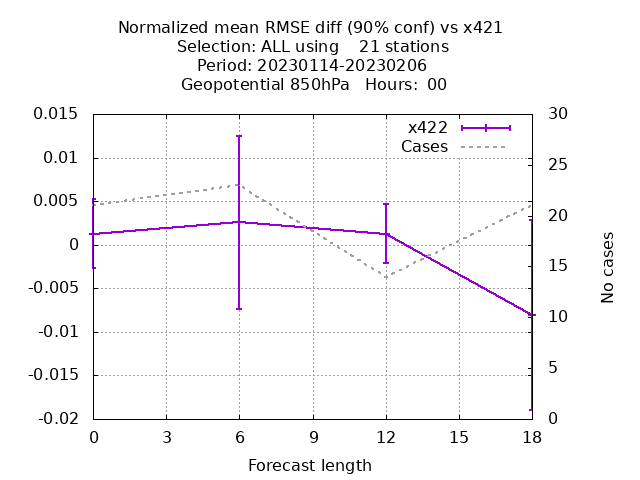 Normalized mean RMSE diff (90% conf) vs x421
Selection: ALL using    21 stations
Period: 20230114-20230206
Geopotential 850hPa   Hours:  00
0.015
0.01
0.005
0
-0.005
-0.01
-0.015
-0.02
x422
Cases
30
25
20
15
10
5
0
No cases
0 3 6 9 12 15 18
Forecast length